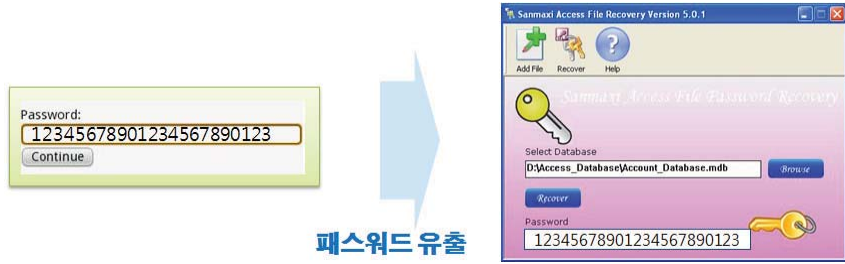 Password:
12345678901234567890123
Continue
패스워드 유출
Sanmaxi Access File Recovery Version 5.0.1
Add File Recover Help
Sanmaxi Access File Password Recovery
Select Database
D:\Access_Database\Account_Database.mdb
Browse
Recover
Password
12345678901234567890123